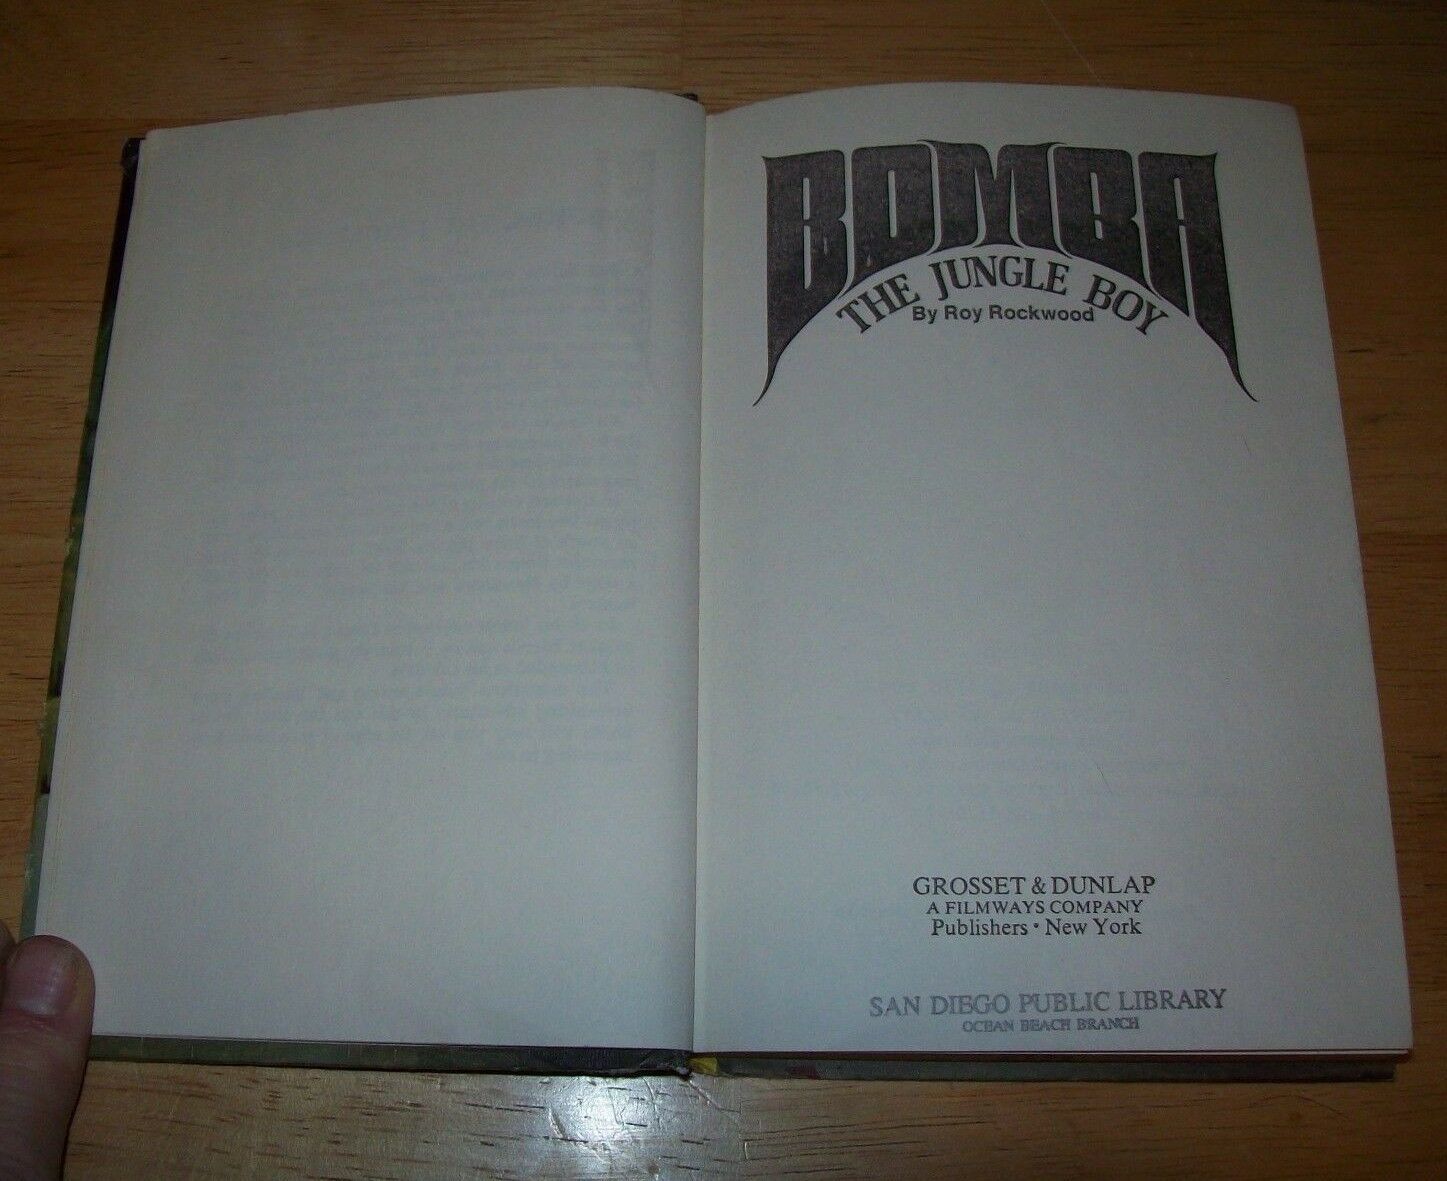 BOMBA
THE JUNGLE BOY
By Roy Rockwood
GROSSET & DUNLAP
A FILMWAYS COMPANY
Publishers • New York
SAN DIEGO PUBLIC LIBRARY
OCEAN BEACH BRANCH